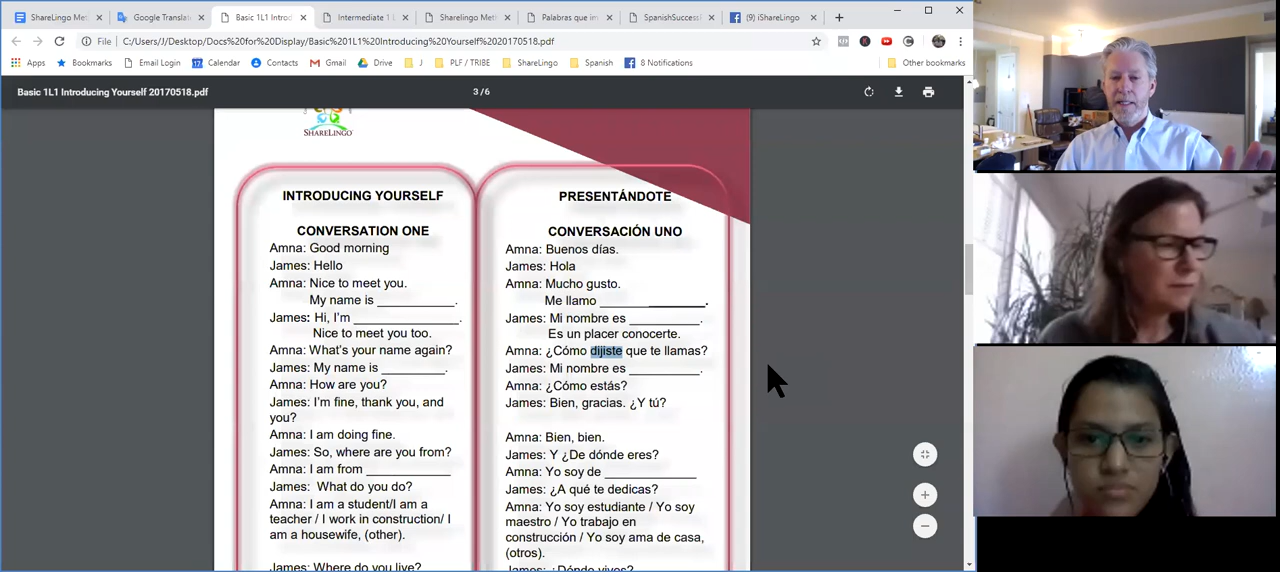 ShareLingo Met
Google Translat
Basic 1L1 Introd
Intermediate 1
Sharelingo Met
Palabras que im
SpanishSuccess
(9) iShareLingo
File
C:/Users/J/Desktop/Docs%20for%20Display/Basic%201L1%20Introducing%20Yourself%2020170518.pdf
Apps
Bookmarks
Email Login
Calendar
Contacts
Gmail
Drive
J
PLF / TRIBE
ShareLingo
Spanish
8 Notifications
Other bookmarks
Basic 1L1 Introducing Yourself 20170518.pdf
3/6
SHARELINGO
INTRODUCING YOURSELF
CONVERSATION ONE
Amna: Good morning
James: Hello
Amna: Nice to meet you.
My name is ___________.
James: Hi, I'm _______________.
Nice to meet you too.
Amna: What's your name again?
James: My name is _________.
Amna: How are you?
James: I'm fine, thank you, and
you?
Amna: I am doing fine.
James: So, where are you from?
Amna: I am from ____________
James: What do you do?
Amna: I am a student/I am a
teacher / I work in construction/ I
am a housewife, (other).
James: Where do you live?
PRESENTÁNDOTE
CONVERSACIÓN UNO
Amna: Buenos días.
James: Hola
Amna: Mucho gusto.
Me llamo _______________.
James: Mi nombre es __________.
Es un placer conocerte.
Amna: ¿Cómo dijiste que te llamas?
James: Mi nombre es __________.
Amna: ¿Cómo estás?
James: Bien, gracias. ¿Y tú?
Amna: Bien, bien.
James: Y ¿De dónde eres?
Amna: Yo soy de _____________
James: ¿A qué te dedicas?
Amna: Yo soy estudiante / Yo soy
maestro / Yo trabajo en
construcción / Yo soy ama de casa,
(otros).
James: ¿Dónde vives?